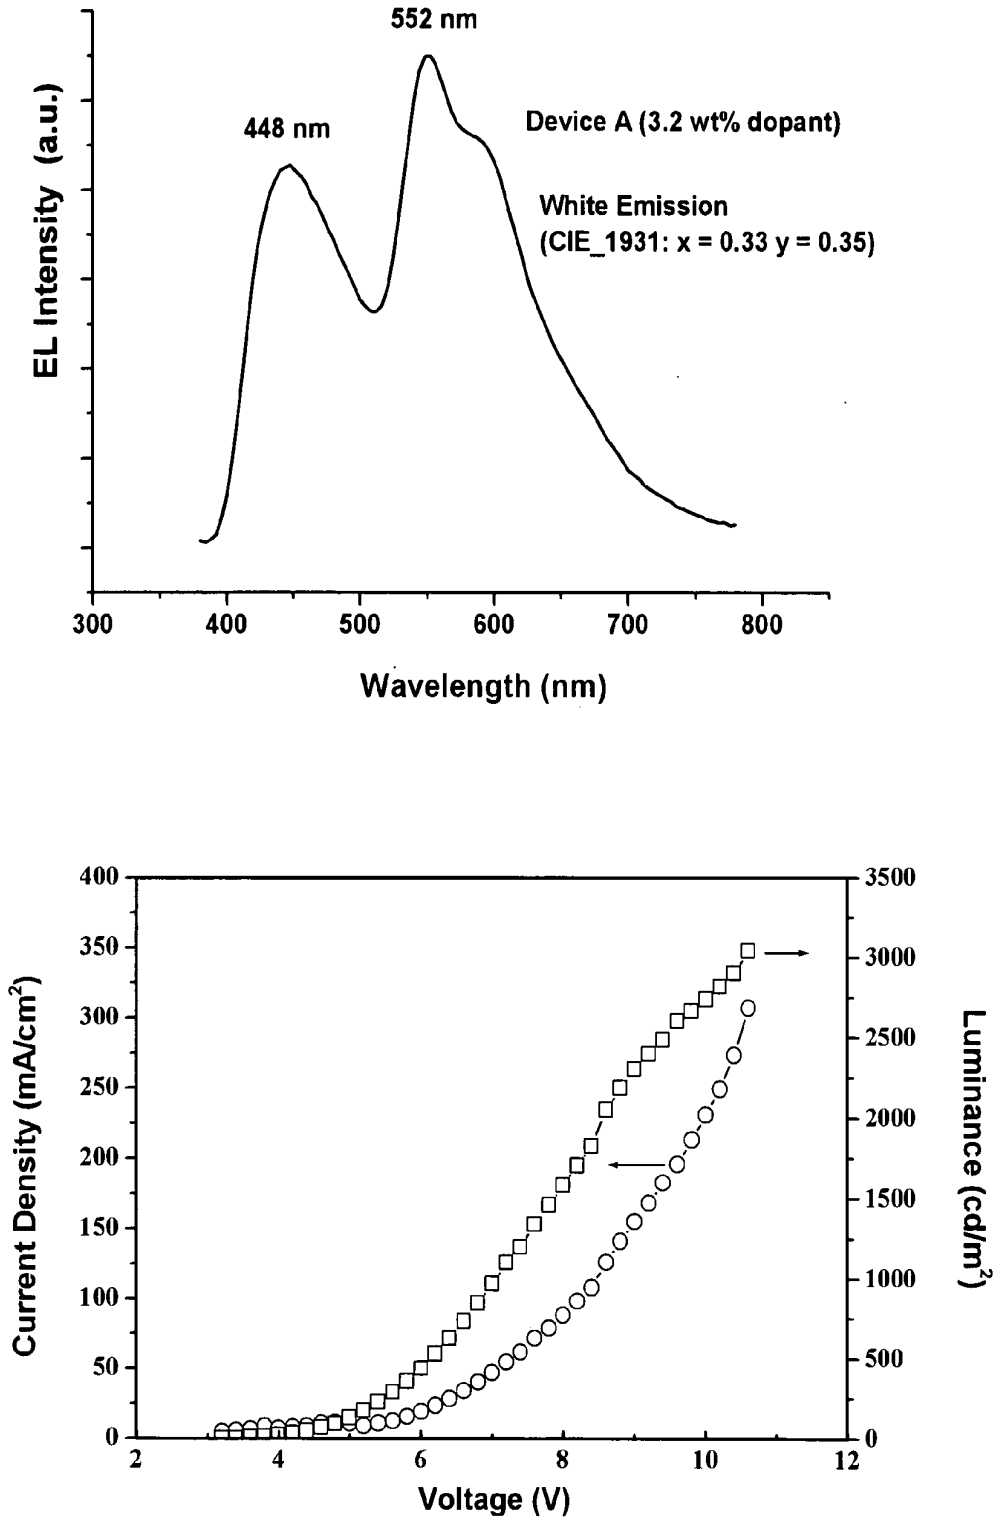 552 nm
448 nm
Device A (3.2 wt% dopant)
White Emission
(CIE_1931: x = 0.33 y = 0.35)
EL Intensity (a.u.)
300 400 500 600 700 800
Wavelength (nm)
400
350
300
250
200
150
100
50
0
Current Density (mA/cm²)
3500
3000
2500
2000
1500
1000
500
0
Luminance (cd/m²)
2 4 6 8 10 12
Voltage (V)